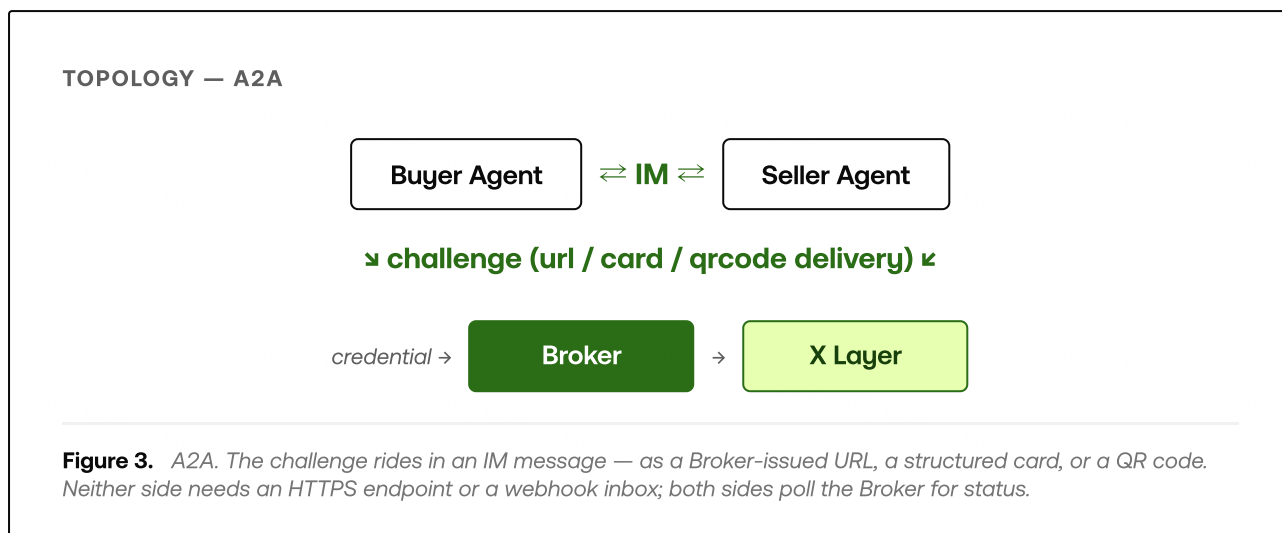 TOPOLOGY — A2A
Buyer Agent ⇄ IM ⇄ Seller Agent
↘ challenge (url / card / qrcode delivery) ↙
credential → Broker → X Layer
Figure 3. A2A. The challenge rides in an IM message — as a Broker-issued URL, a structured card, or a QR code.
Neither side needs an HTTPS endpoint or a webhook inbox; both sides poll the Broker for status.